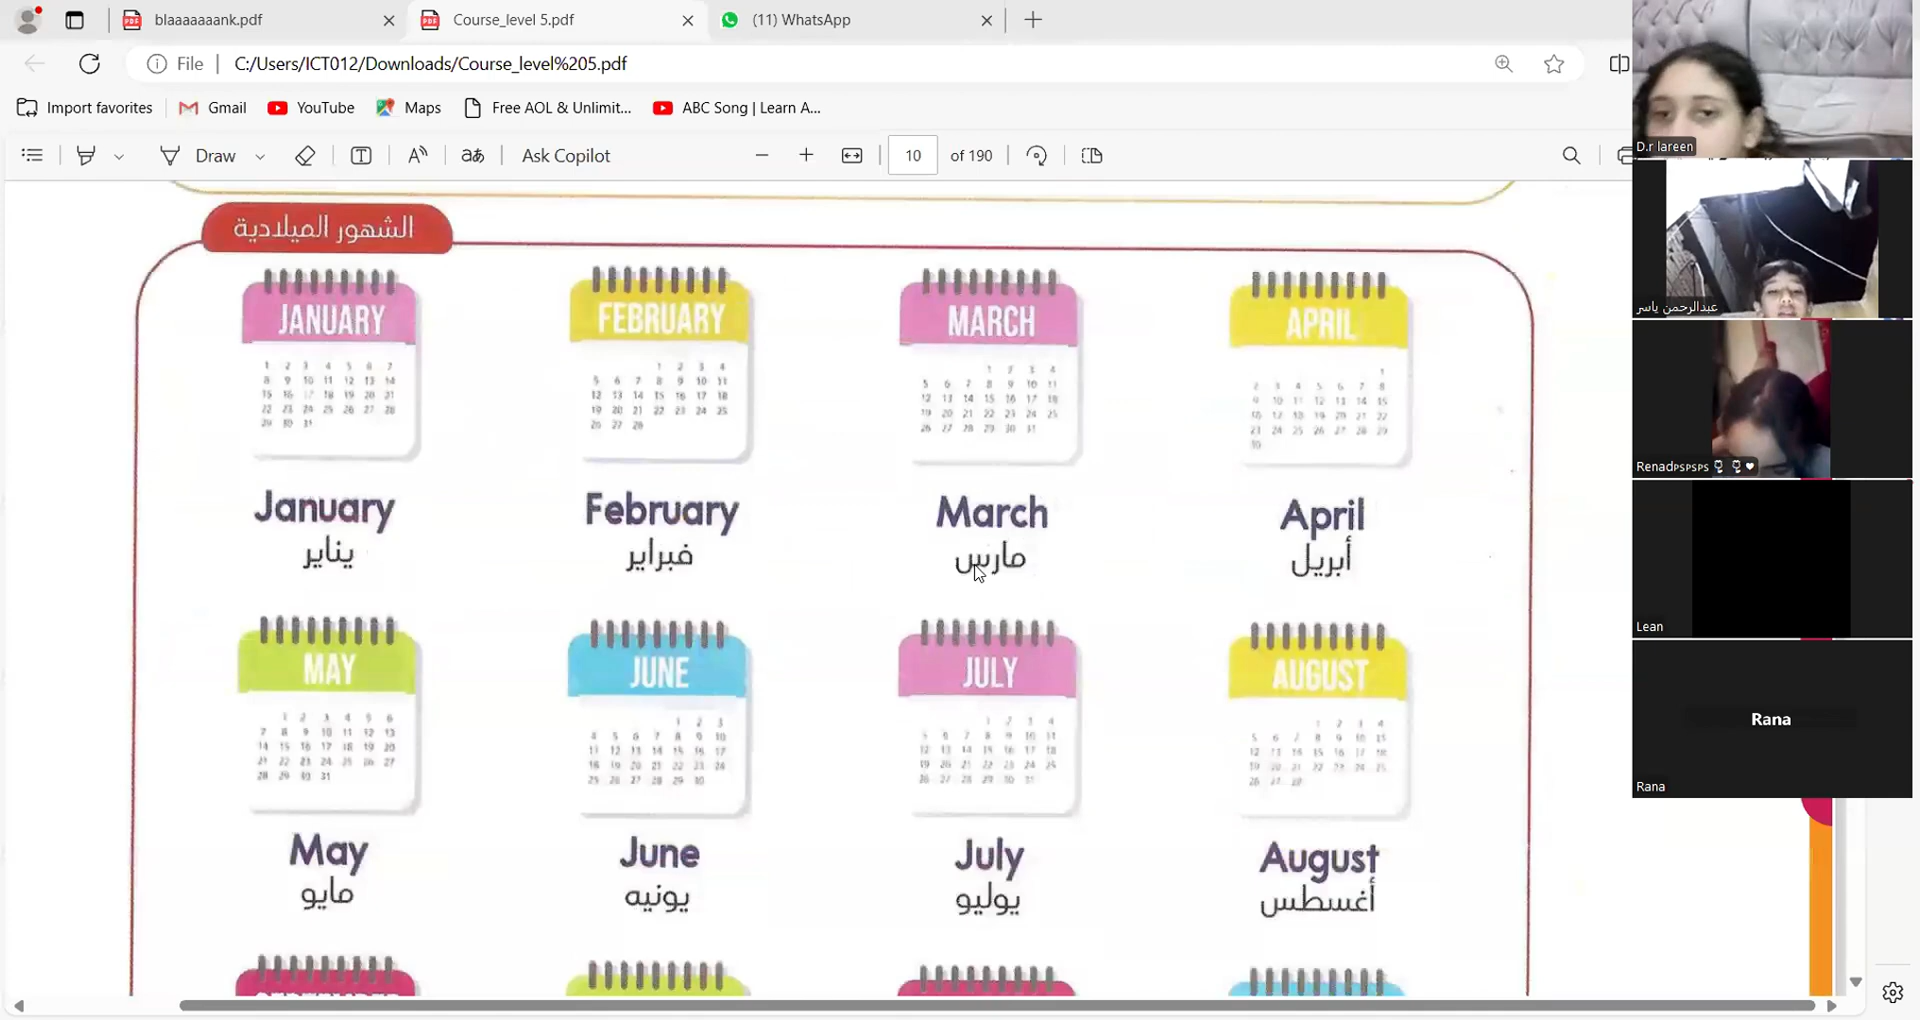 blaaaaaaank.pdf
Course_level 5.pdf
(11) WhatsApp
File
C:/Users/ICT012/Downloads/Course_level%205.pdf
Import favorites
Gmail
YouTube
Maps
Free AOL & Unlimit...
ABC Song | Learn A...
Draw
Ask Copilot
10 of 190
الشهور الميلادية
JANUARY
FEBRUARY
MARCH
APRIL
January
February
March
April
يناير
فبراير
مارس
أبريل
MAY
JUNE
JULY
AUGUST
May
June
July
August
مايو
يونيه
يوليو
أغسطس
D.r lareen
عبدالرحمن ياسر
Renadᴘsᴘsᴘs
Lean
Rana
Rana